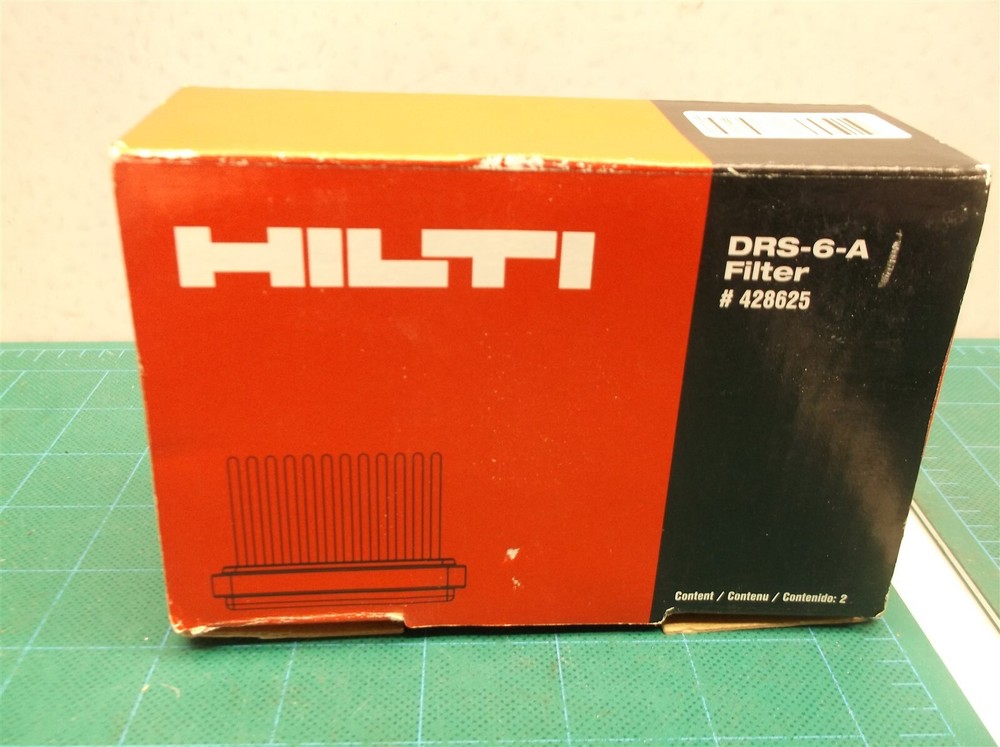 HILTI
DRS-6-A
Filter
# 428625
Content / Contenu / Contenido: 2